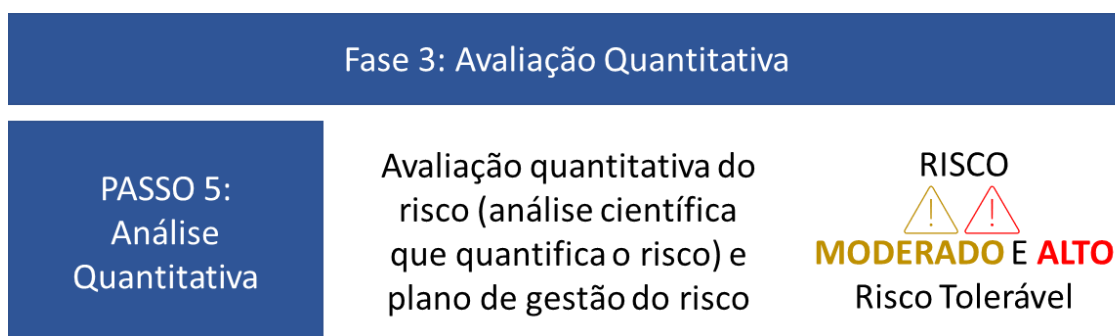 Fase 3: Avaliação Quantitativa
PASSO 5:
Análise
Quantitativa
Avaliação quantitativa do
risco (análise científica
que quantifica o risco) e
plano de gestão do risco
RISCO
MODERADO E ALTO
Risco Tolerável